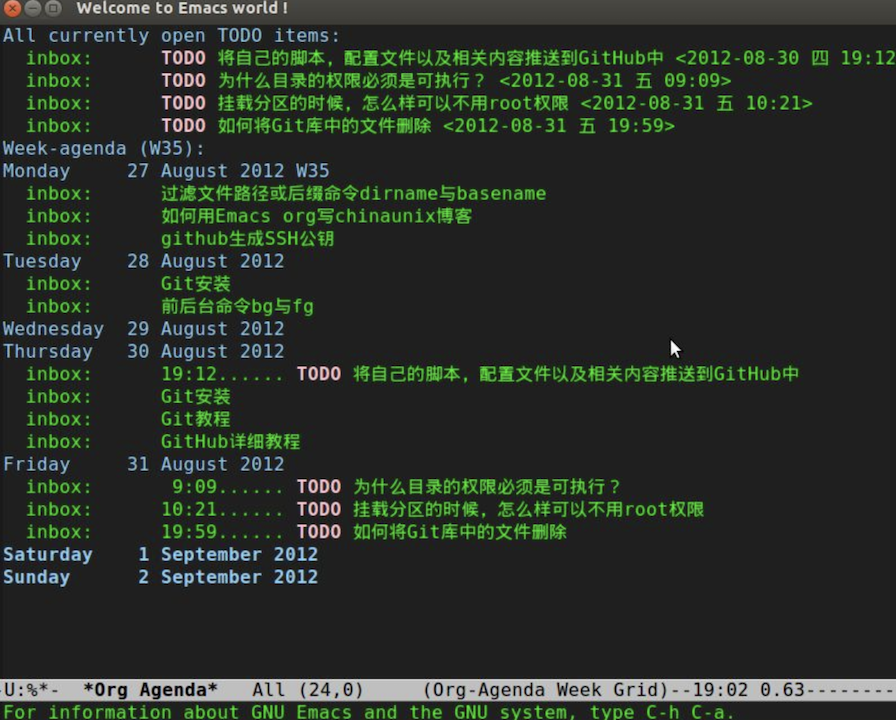 Welcome to Emacs world !
All currently open TODO items:
inbox: TODO 将自己的脚本，配置文件以及相关内容推送到GitHub中 <2012-08-30 四 19:12
inbox: TODO 为什么目录的权限必须是可执行？ <2012-08-31 五 09:09>
inbox: TODO 挂载分区的时候，怎么样可以不用root权限 <2012-08-31 五 10:21>
inbox: TODO 如何将Git库中的文件删除 <2012-08-31 五 19:59>
Week-agenda (W35):
Monday 27 August 2012 W35
inbox: 过滤文件路径或后缀命令dirname与basename
inbox: 如何用Emacs org写chinaunix博客
inbox: github生成SSH公钥
Tuesday 28 August 2012
inbox: Git安装
inbox: 前后台命令bg与fg
Wednesday 29 August 2012
Thursday 30 August 2012
inbox: 19:12...... TODO 将自己的脚本，配置文件以及相关内容推送到GitHub中
inbox: Git安装
inbox: Git教程
inbox: GitHub详细教程
Friday 31 August 2012
inbox: 9:09...... TODO 为什么目录的权限必须是可执行？
inbox: 10:21...... TODO 挂载分区的时候，怎么样可以不用root权限
inbox: 19:59...... TODO 如何将Git库中的文件删除
Saturday 1 September 2012
Sunday 2 September 2012
-U:%*- *Org Agenda* All (24,0) (Org-Agenda Week Grid)--19:02 0.63--------
For information about GNU Emacs and the GNU system, type C-h C-a.